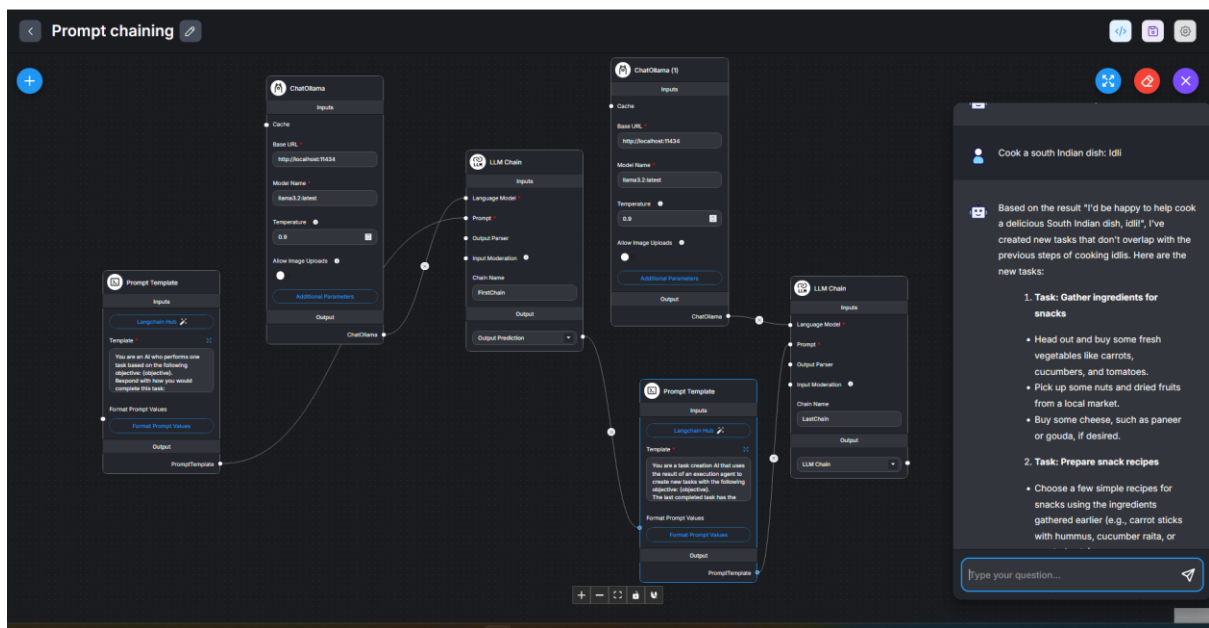 Prompt chaining
ChatOllama
Inputs
Cache
Base URL *
http://localhost:11434
Model Name *
llama3.2:latest
Temperature
0.9
Allow Image Uploads
Additional Parameters
Output
ChatOllama
Prompt Template
Inputs
Langchain Hub
Template *
You are an AI who performs one
task based on the following
objective: {objective}.
Respond with how you would
complete this task:
Format Prompt Values
Format Prompt Values
Output
PromptTemplate
LLM Chain
Inputs
Language Model *
Prompt *
Output Parser
Input Moderation
Chain Name
FirstChain
Output
Output Prediction
ChatOllama (1)
Inputs
Cache
Base URL *
http://localhost:11434
Model Name *
llama3.2:latest
Temperature
0.9
Allow Image Uploads
Additional Parameters
Output
ChatOllama
Prompt Template
Inputs
Langchain Hub
Template *
You are a task creation AI that uses
the result of an execution agent to
create new tasks with the following
objective: {objective}.
The last completed task has the
Format Prompt Values
Format Prompt Values
Output
PromptTemplate
LLM Chain
Inputs
Language Model *
Prompt *
Output Parser
Input Moderation
Chain Name
LastChain
Output
LLM Chain
Cook a south Indian dish: Idli
Based on the result "I'd be happy to help cook
a delicious South Indian dish, idli!", I've
created new tasks that don't overlap with the
previous steps of cooking idlis. Here are the
new tasks:
1. Task: Gather ingredients for
snacks
• Head out and buy some fresh
vegetables like carrots,
cucumbers, and tomatoes.
• Pick up some nuts and dried fruits
from a local market.
• Buy some cheese, such as paneer
or gouda, if desired.
2. Task: Prepare snack recipes
• Choose a few simple recipes for
snacks using the ingredients
gathered earlier (e.g., carrot sticks
with hummus, cucumber raita, or
Type your question...